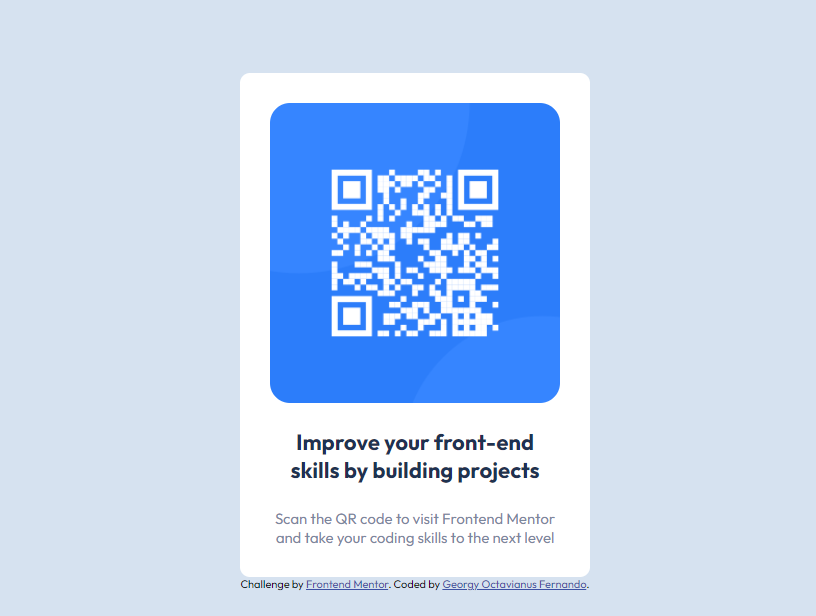 Improve your front-end
skills by building projects
Scan the QR code to visit Frontend Mentor
and take your coding skills to the next level
Challenge by Frontend Mentor. Coded by Georgy Octavianus Fernando.